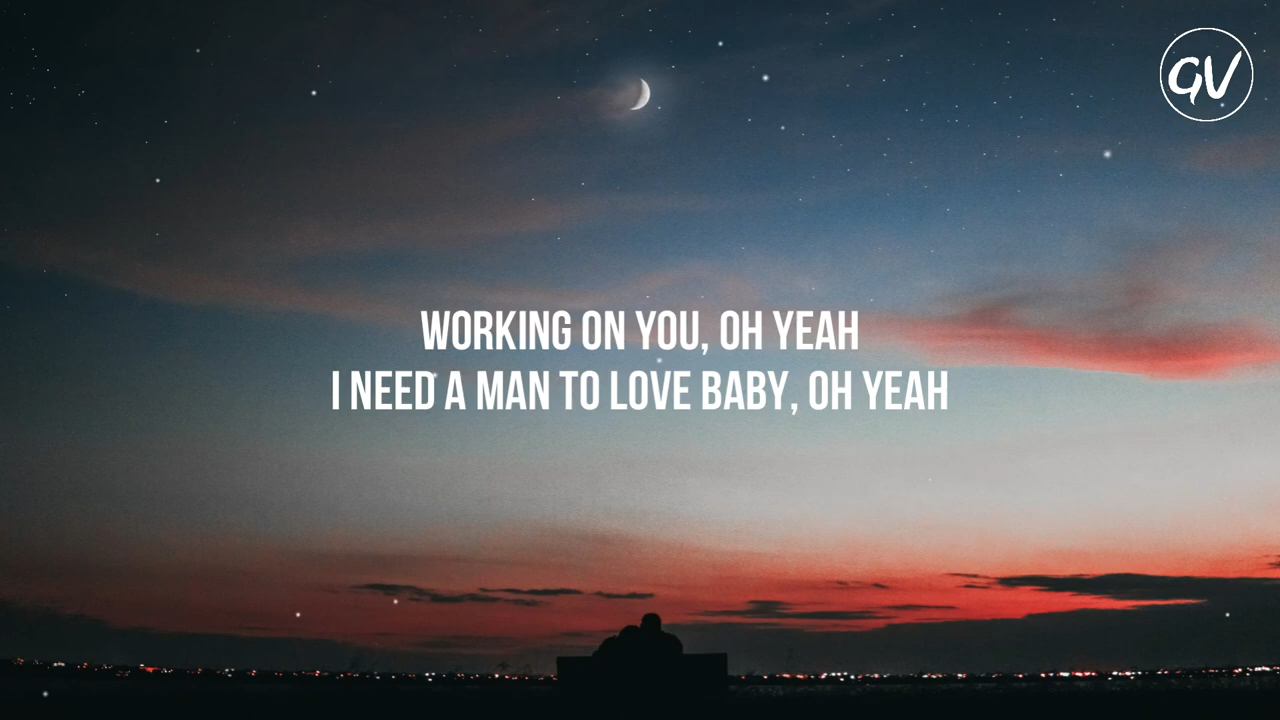 GV
WORKING ON YOU, OH YEAH
I NEED A MAN TO LOVE BABY, OH YEAH